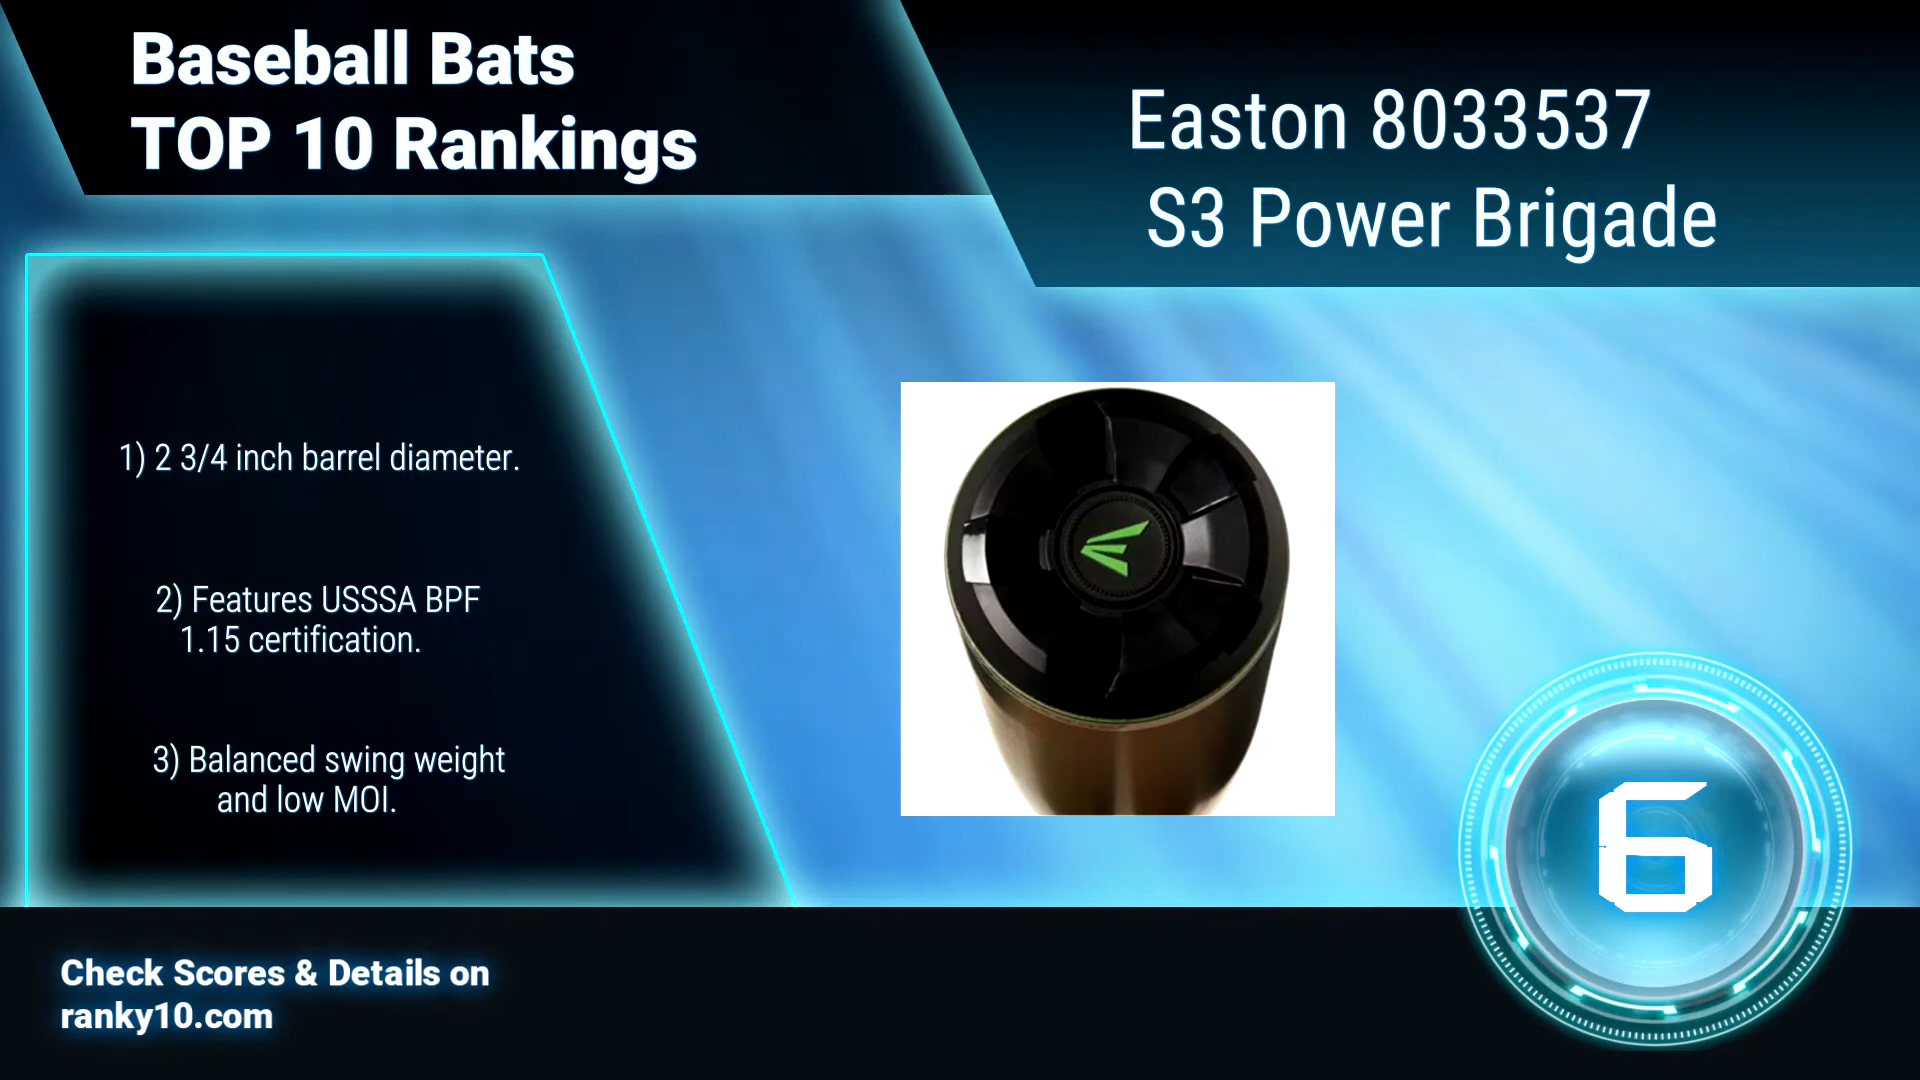 Baseball Bats
TOP 10 Rankings
Easton 8033537
S3 Power Brigade
1) 2 3/4 inch barrel diameter.
2) Features USSSA BPF
1.15 certification.
3) Balanced swing weight
and low MOI.
6
Check Scores & Details on
ranky10.com